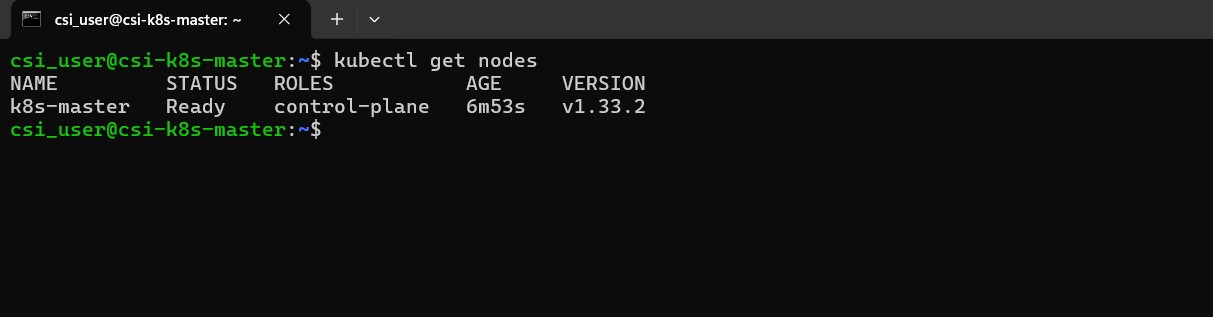 csi_user@csi-k8s-master: ~
csi_user@csi-k8s-master:~$ kubectl get nodes
NAME         STATUS   ROLES           AGE     VERSION
k8s-master   Ready    control-plane   6m53s   v1.33.2
csi_user@csi-k8s-master:~$